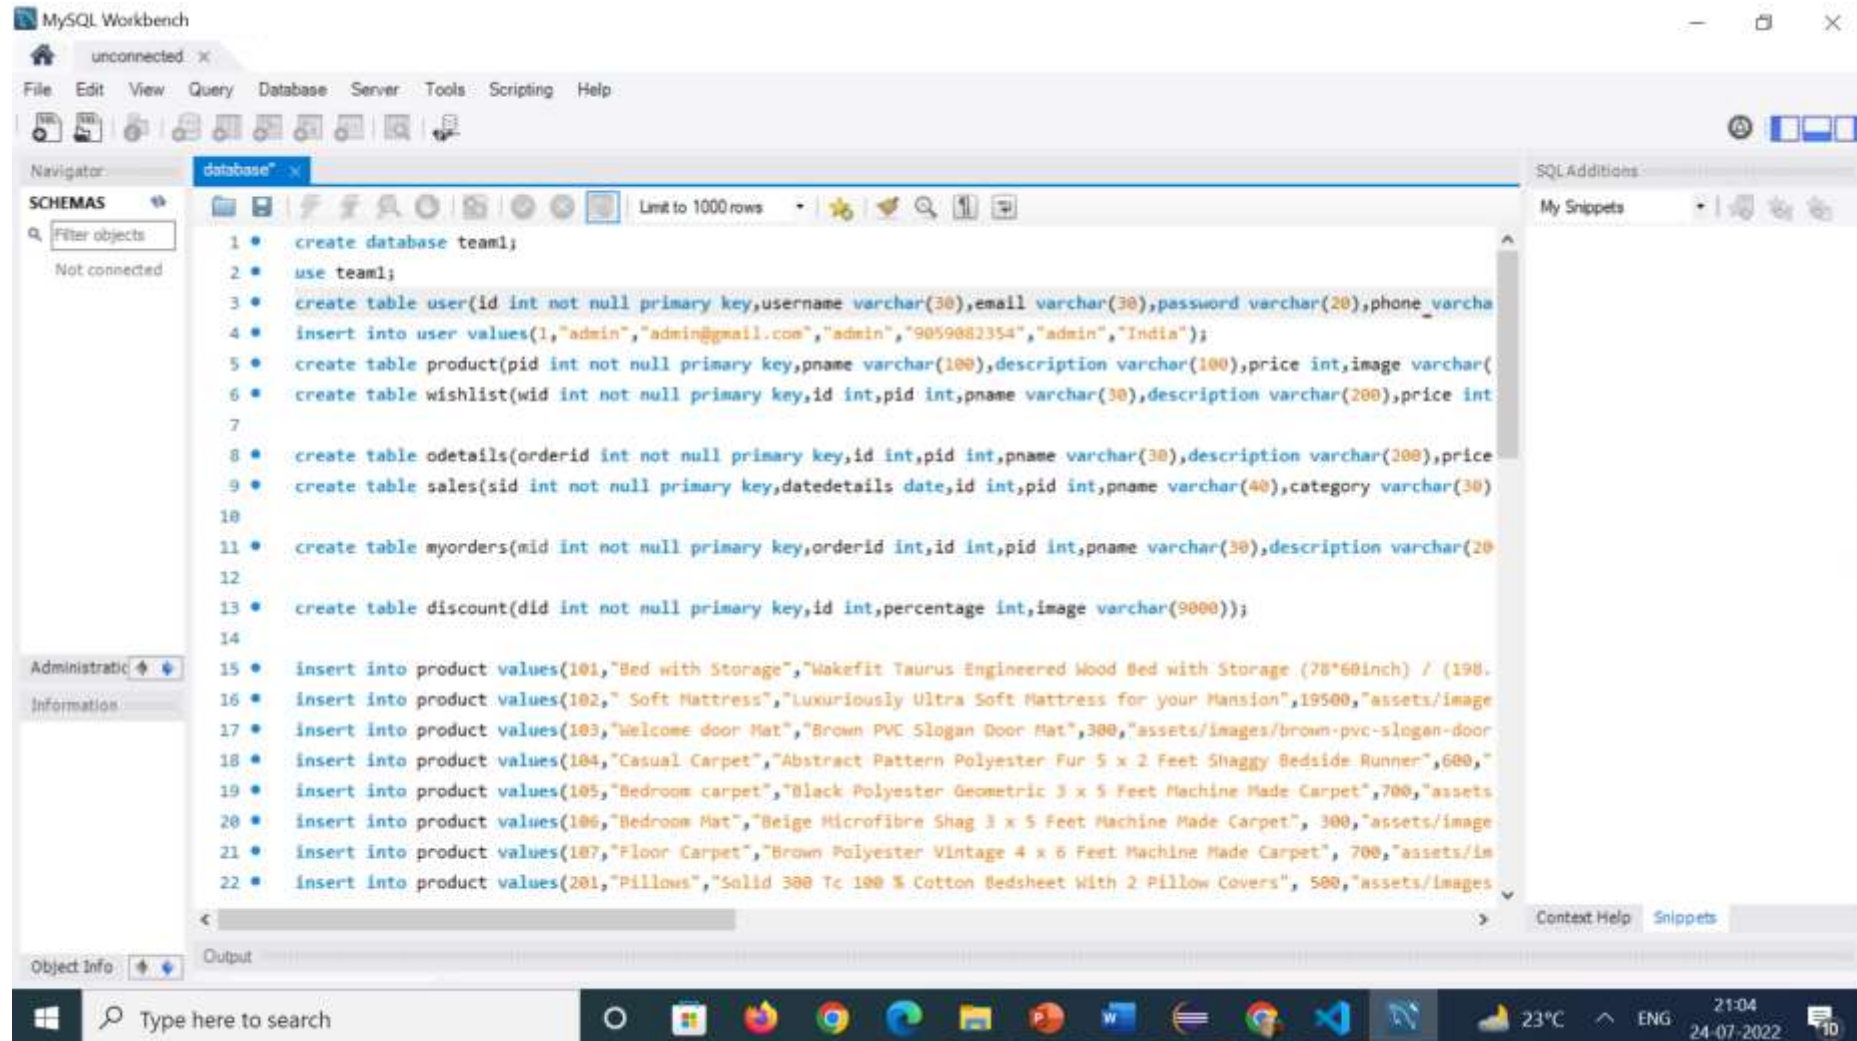 MySQL Workbench
unconnected
File Edit View Query Database Server Tools Scripting Help
Navigator
SCHEMAS
Filter objects
Not connected
Administratic
Information
Object Info
database*
Limit to 1000 rows
1 create database team1;
2 use team1;
3 create table user(id int not null primary key,username varchar(30),email varchar(30),password varchar(20),phone varcha
4 insert into user values(1,"admin","admin@gmail.com","admin","9059082354","admin","India");
5 create table product(pid int not null primary key,pname varchar(100),description varchar(100),price int,image varchar(
6 create table wishlist(wid int not null primary key,id int,pid int,pname varchar(30),description varchar(200),price int
7
8 create table odetails(orderid int not null primary key,id int,pid int,pname varchar(30),description varchar(200),price
9 create table sales(sid int not null primary key,datedetails date,id int,pid int,pname varchar(40),category varchar(30)
10
11 create table myorders(mid int not null primary key,orderid int,id int,pid int,pname varchar(30),description varchar(20
12
13 create table discount(did int not null primary key,id int,percentage int,image varchar(9000));
14
15 insert into product values(101,"Bed with Storage","Wakefit Taurus Engineered Wood Bed with Storage (78*60inch) / (198.
16 insert into product values(102," Soft Mattress","Luxuriously Ultra Soft Mattress for your Mansion",19500,"assets/image
17 insert into product values(103,"Welcome door Mat","Brown PVC Slogan Door Mat",300,"assets/images/brown-pvc-slogan-door
18 insert into product values(104,"Casual Carpet","Abstract Pattern Polyester Fur 5 x 2 Feet Shaggy Bedside Runner",600,"
19 insert into product values(105,"Bedroom carpet","Black Polyester Geometric 3 x 5 Feet Machine Made Carpet",700,"assets
20 insert into product values(106,"Bedroom Mat","Beige Microfibre Shag 3 x 5 Feet Machine Made Carpet", 300,"assets/image
21 insert into product values(107,"Floor Carpet","Brown Polyester Vintage 4 x 6 Feet Machine Made Carpet", 700,"assets/im
22 insert into product values(201,"Pillows","Solid 300 Tc 100 % Cotton Bedsheet With 2 Pillow Covers", 500,"assets/images
Output
SQLAdditions
My Snippets
Context Help Snippets
Type here to search
23°C ENG
21:04
24-07-2022
10